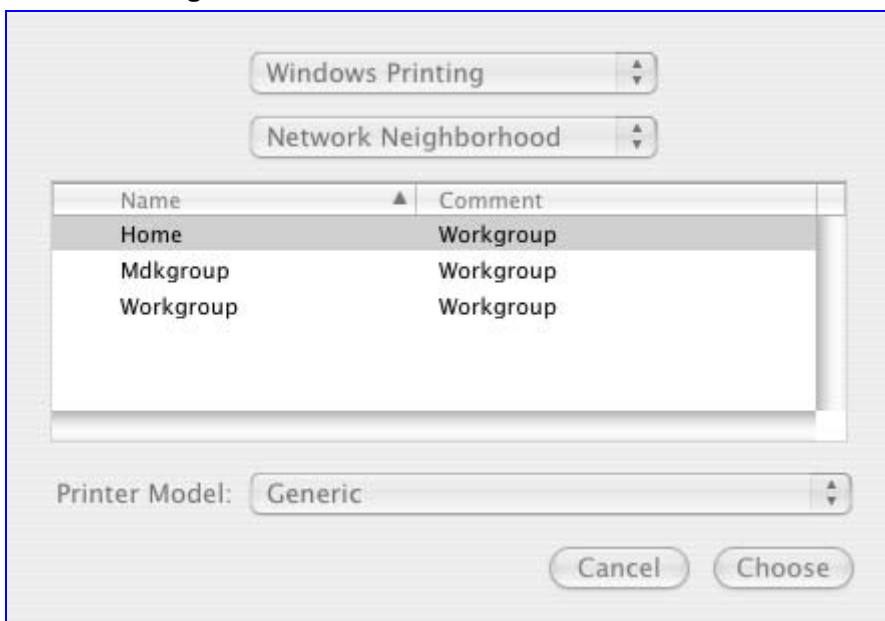 Windows Printing
Network Neighborhood
Name Comment
Home Workgroup
Mdkgroup Workgroup
Workgroup Workgroup
Printer Model: Generic
Cancel Choose